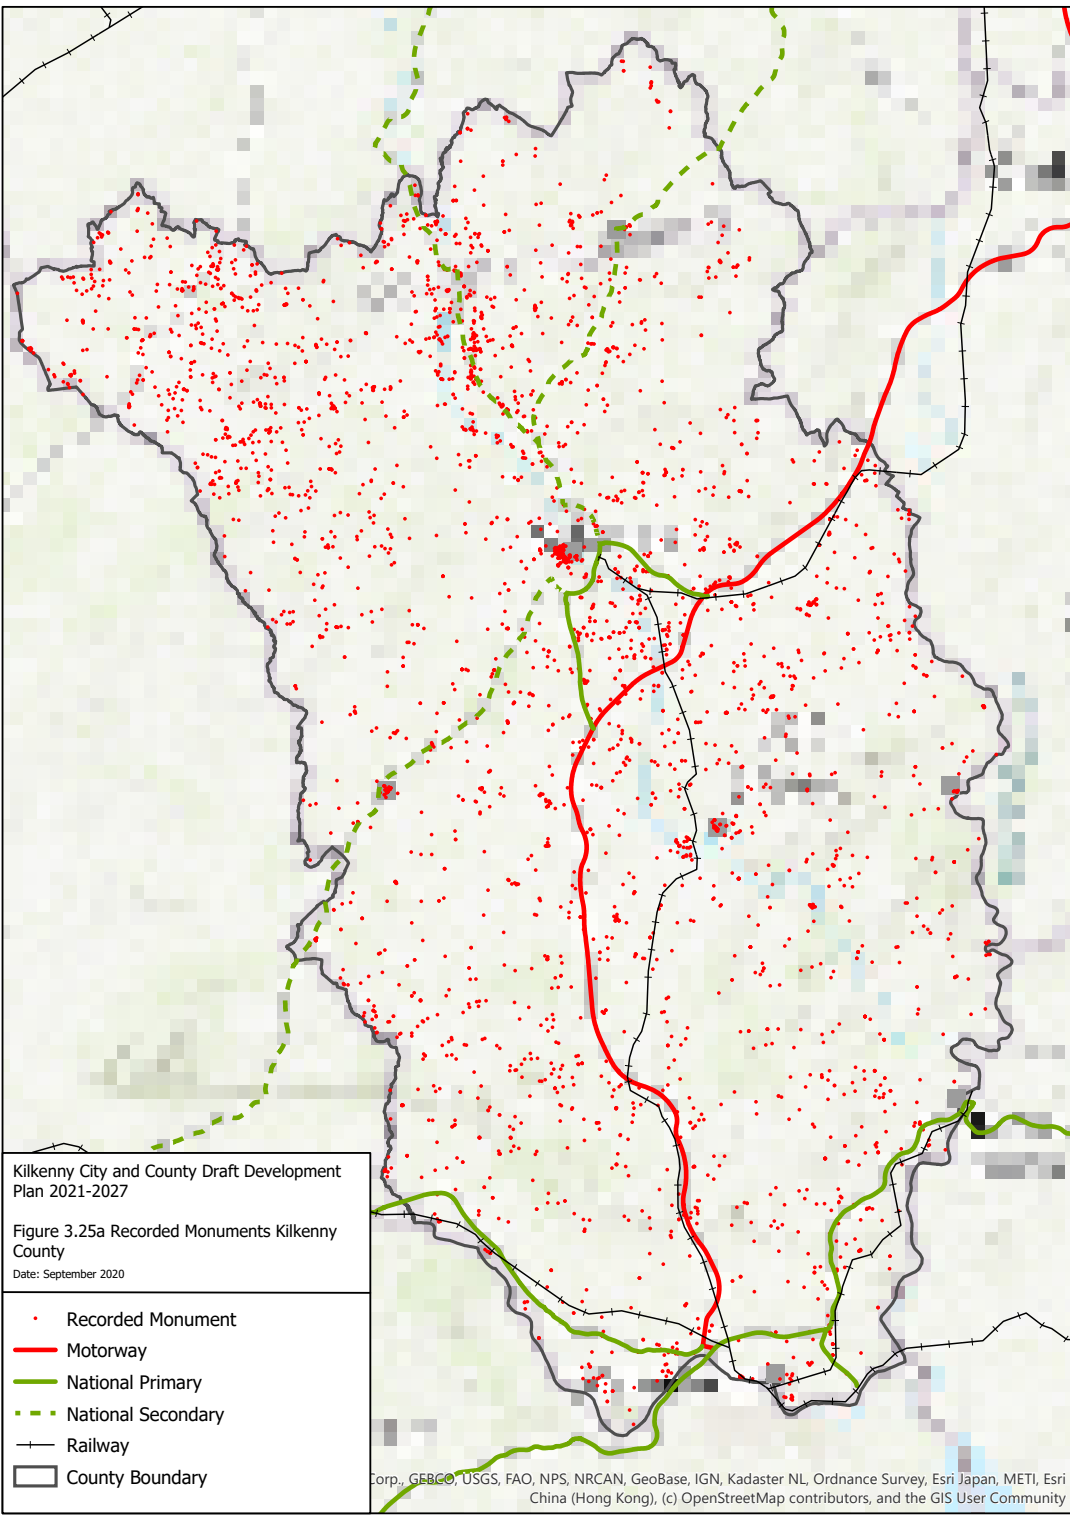 Kilkenny City and County Draft Development
Plan 2021-2027
Figure 3.25a Recorded Monuments Kilkenny
County
Date: September 2020
Recorded Monument
Motorway
National Primary
National Secondary
Railway
County Boundary
Corp., GEBCO, USGS, FAO, NPS, NRCAN, GeoBase, IGN, Kadaster NL, Ordnance Survey, Esri Japan, METI, Esri
China (Hong Kong), (c) OpenStreetMap contributors, and the GIS User Community